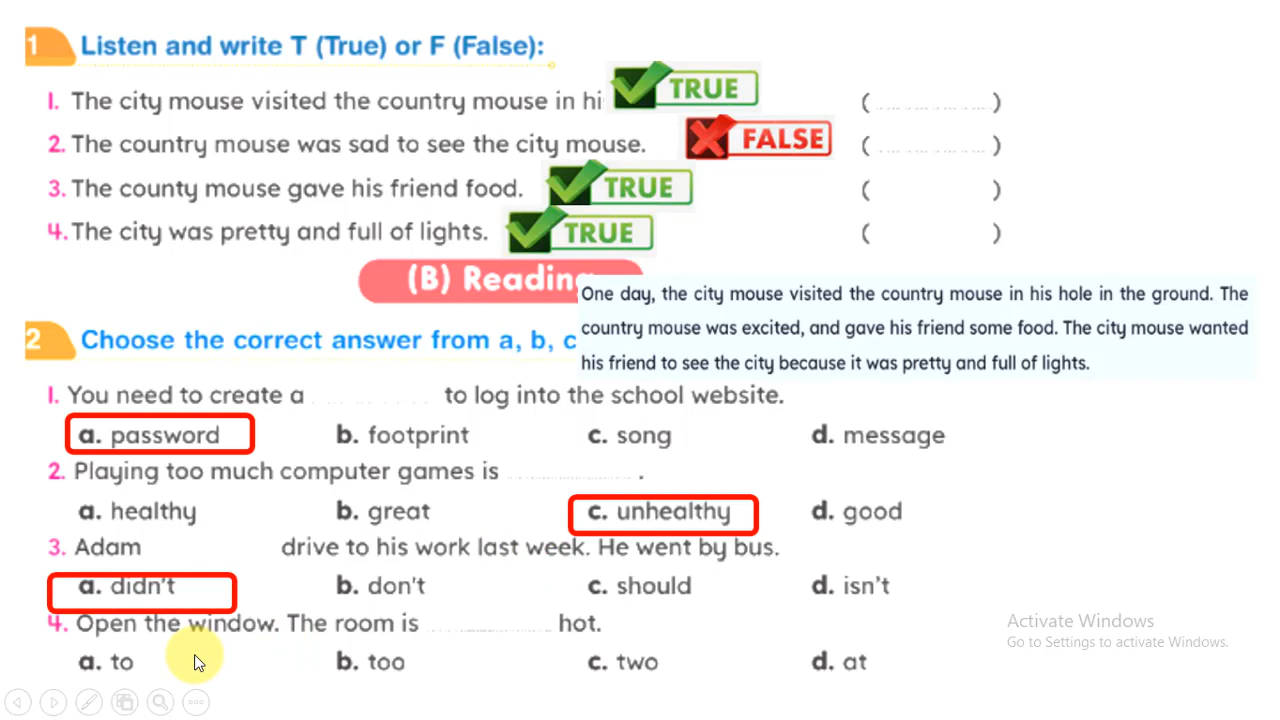 1 Listen and write T (True) or F (False):
1. The city mouse visited the country mouse in hi TRUE ( ............ )
2. The country mouse was sad to see the city mouse. FALSE ( ............ )
3. The county mouse gave his friend food. TRUE ( )
4. The city was pretty and full of lights. TRUE ( )
(B) Reading
One day, the city mouse visited the country mouse in his hole in the ground. The
country mouse was excited, and gave his friend some food. The city mouse wanted
his friend to see the city because it was pretty and full of lights.
2 Choose the correct answer from a, b, c
1. You need to create a ............ to log into the school website.
a. password b. footprint c. song d. message
2. Playing too much computer games is ............ .
a. healthy b. great c. unhealthy d. good
3. Adam drive to his work last week. He went by bus.
a. didn't b. don't c. should d. isn't
4. Open the window. The room is ............ hot.
a. to b. too c. two d. at
Activate Windows
Go to Settings to activate Windows.